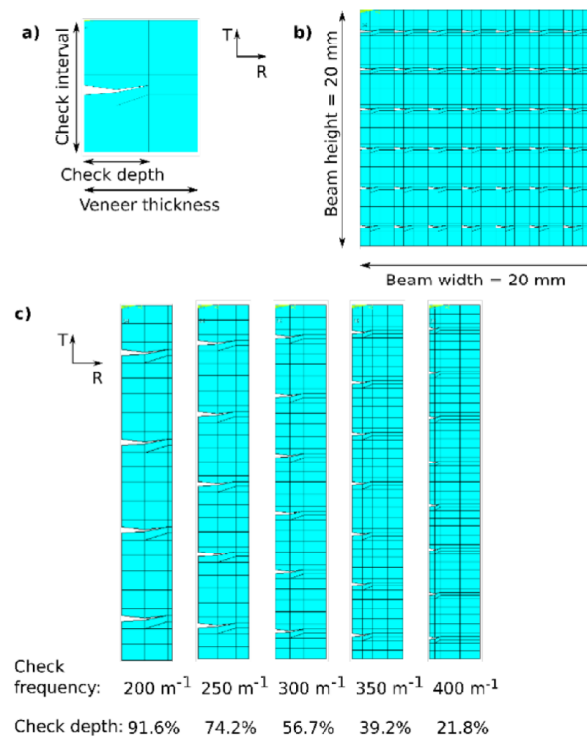 a)
Check interval
Check depth
Veneer thickness
T
R
b)
Beam height = 20 mm
Beam width = 20 mm
c)
T
R
Check
frequency: 200 m⁻¹ 250 m⁻¹ 300 m⁻¹ 350 m⁻¹ 400 m⁻¹
Check depth: 91.6% 74.2% 56.7% 39.2% 21.8%